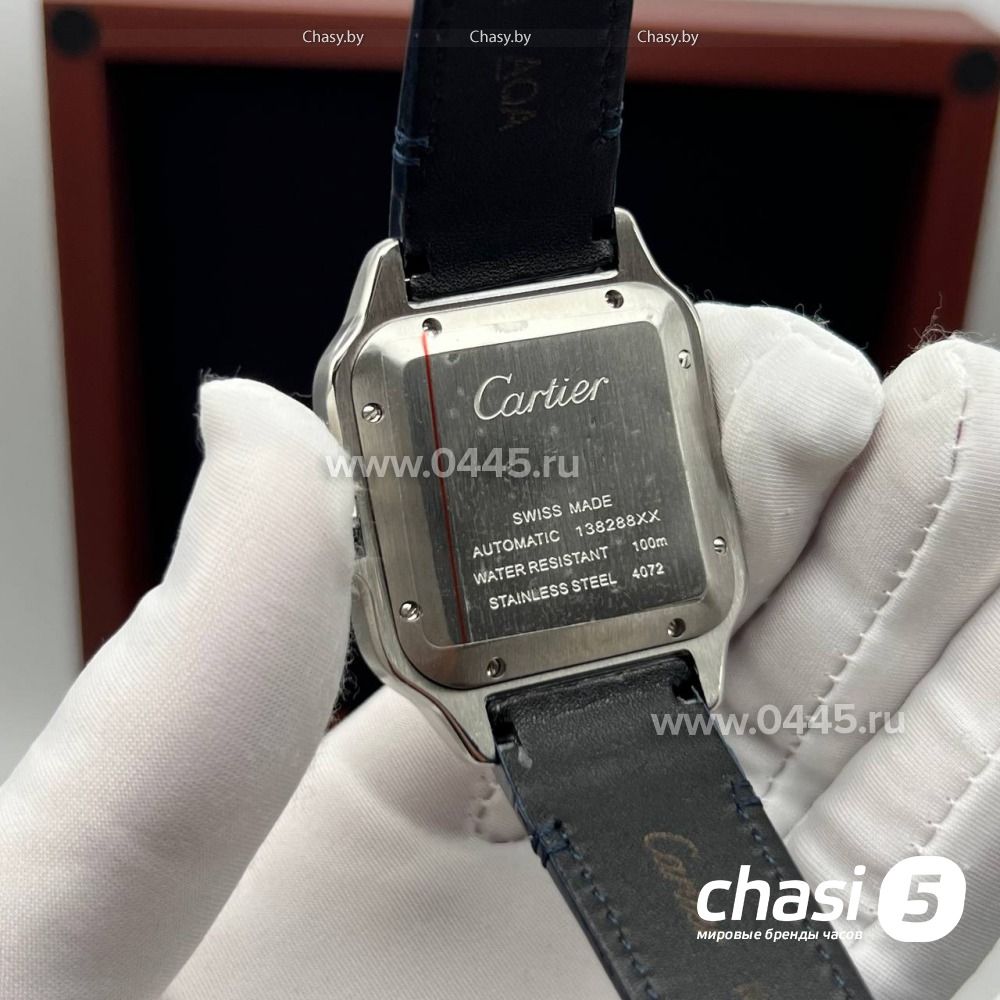 Chasy.by Chasy.by Chasy.by
Cartier
www.0445.ru
SWISS MADE
AUTOMATIC 138288XX
WATER RESISTANT 100m
STAINLESS STEEL 4072
www.0445.ru
chasi 5
мировые бренды часов